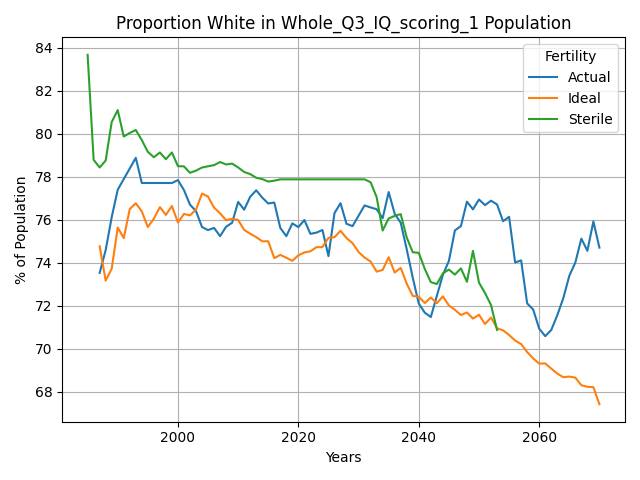 Proportion White in Whole_Q3_IQ_scoring_1 Population
Fertility
Actual
Ideal
Sterile
% of Population
84
82
80
78
76
74
72
70
68
2000
2020
2040
2060
Years